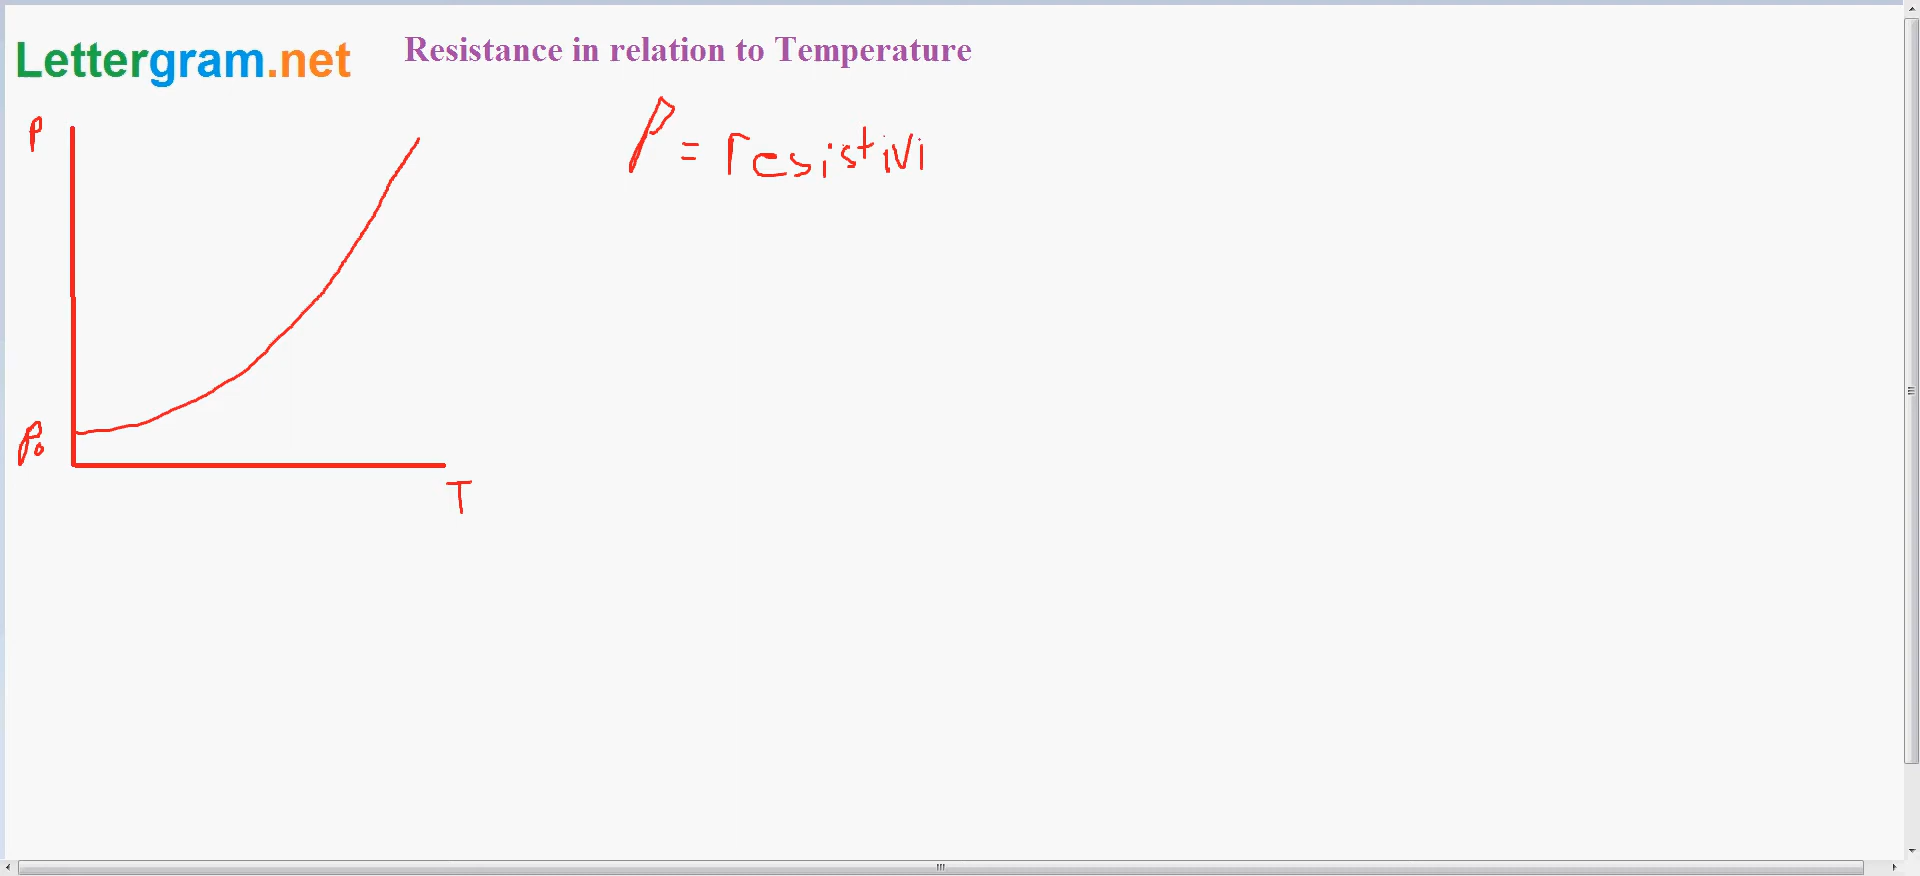 Lettergram.net
Resistance in relation to Temperature
ρ
ρ = resistivi
ρ₀
T